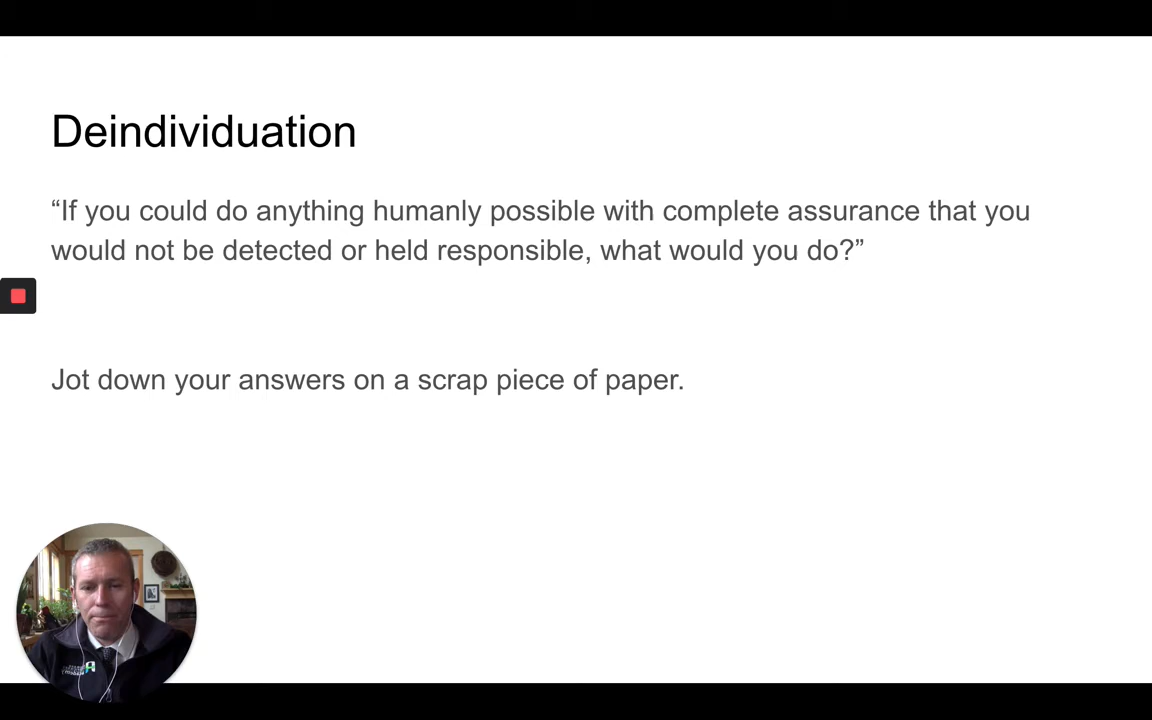 Deindividuation
“If you could do anything humanly possible with complete assurance that you
would not be detected or held responsible, what would you do?”
Jot down your answers on a scrap piece of paper.